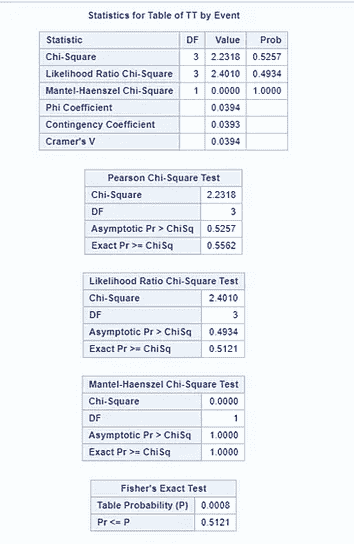 Statistics for Table of TT by Event
Statistic DF Value Prob
Chi-Square 3 2.2318 0.5257
Likelihood Ratio Chi-Square 3 2.4010 0.4934
Mantel-Haenszel Chi-Square 1 0.0000 1.0000
Phi Coefficient 0.0394
Contingency Coefficient 0.0393
Cramer's V 0.0394
Pearson Chi-Square Test
Chi-Square 2.2318
DF 3
Asymptotic Pr > ChiSq 0.5257
Exact Pr >= ChiSq 0.5562
Likelihood Ratio Chi-Square Test
Chi-Square 2.4010
DF 3
Asymptotic Pr > ChiSq 0.4934
Exact Pr >= ChiSq 0.5121
Mantel-Haenszel Chi-Square Test
Chi-Square 0.0000
DF 1
Asymptotic Pr > ChiSq 1.0000
Exact Pr >= ChiSq 1.0000
Fisher's Exact Test
Table Probability (P) 0.0008
Pr <= P 0.5121